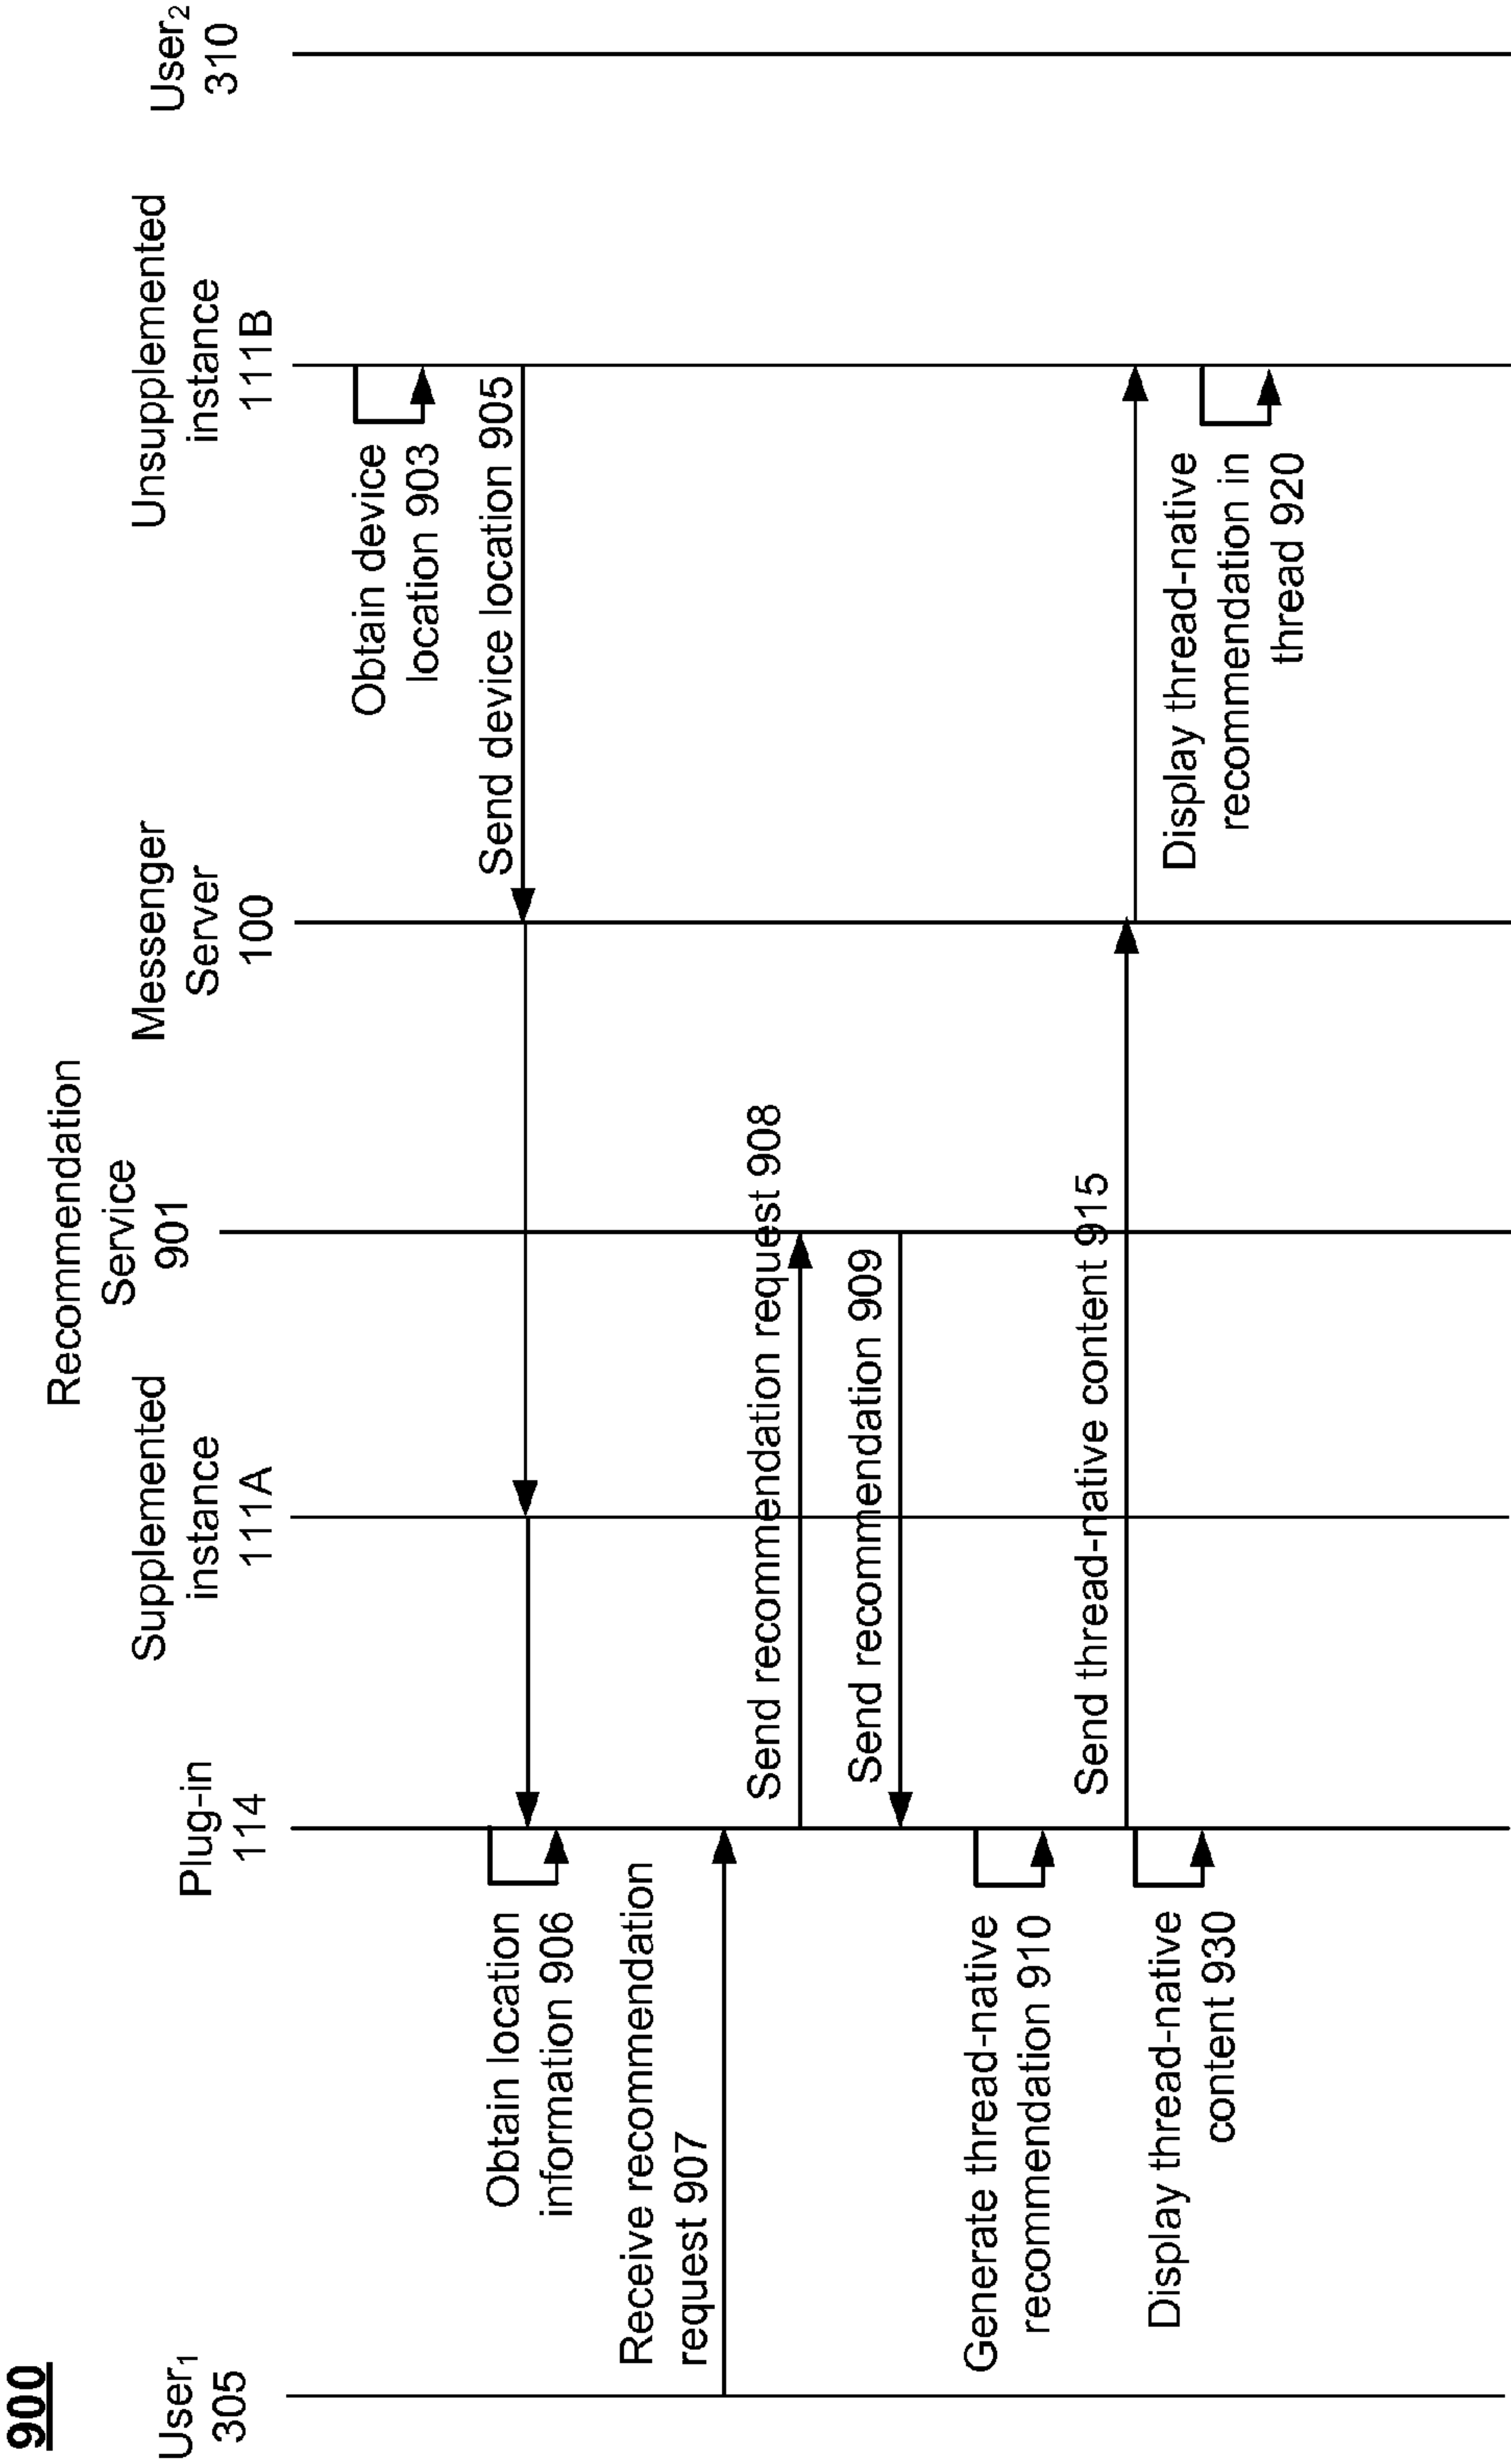 900
User1
305
Plug-in
114
Supplemented
instance
111A
Recommendation
Service
901
Messenger
Server
100
Unsupplemented
instance
111B
User2
310
Obtain device
location 903
Send device location 905
Obtain location
information 906
Receive recommendation
request 907
Send recommendation request 908
Send recommendation 909
Generate thread-native
recommendation 910
Send thread-native content 915
Display thread-native
recommendation in
thread 920
Display thread-native
content 930